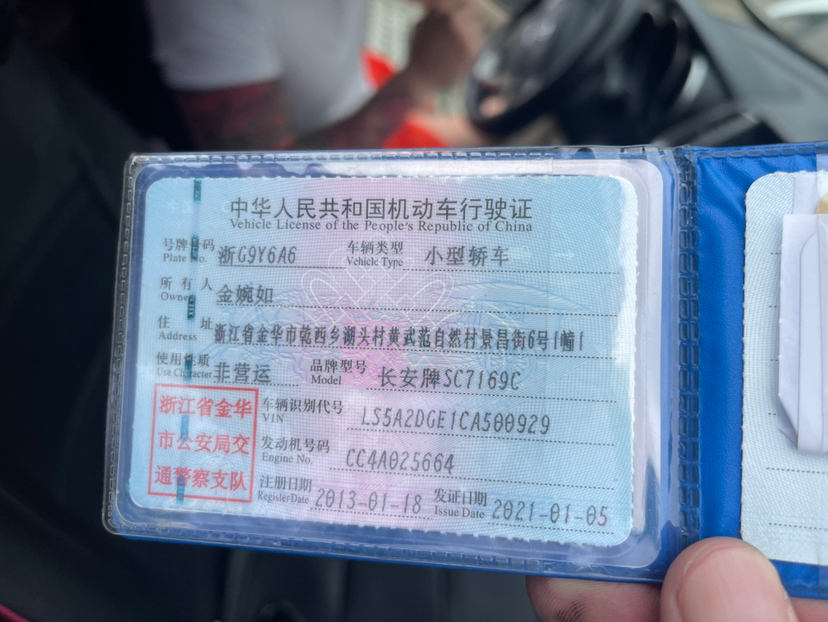 中华人民共和国机动车行驶证
Vehicle License of the People's Republic of China
号牌号码 浙G9Y6A6 车辆类型 小型轿车
Plate No. Vehicle Type
所有人 金婉如
Owner
住址 浙江省金华市乾西乡湖头村黄武范自然村景昌街6号1幢1
Address
使用性质 非营运 品牌型号 长安牌SC7169C
Use Character Model
浙江省金华
市公安局交
通警察支队
车辆识别代号 LS5A2DGE1CA500929
VIN
发动机号码 CC4A025664
Engine No.
注册日期 2013-01-18 发证日期 2021-01-05
Register Date Issue Date